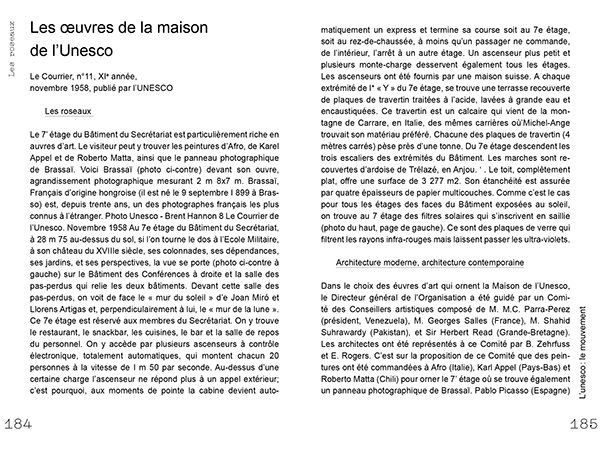 Les roseaux
Les œuvres de la maison
de l'Unesco
Le Courrier, n°11, XIᵉ année,
novembre 1958, publié par l'UNESCO
Les roseaux
Le 7' étage du Bâtiment du Secrétariat est particulièrement riche en
œuvres d'art. Le visiteur peut y trouver les peintures d'Afro, de Karel
Appel et de Roberto Matta, ainsi que le panneau photographique
de Brassaï. Voici Brassaï (photo ci-contre) devant son ouvre,
agrandissement photographique mesurant 2 m 8x7 m. Brassaï,
Français d'origine hongroise (il est né le 9 septembre I 899 à Bras-
so) est, depuis trente ans, un des photographes français les plus
connus à l'étranger. Photo Unesco - Brent Hannon 8 Le Courrier de
l'Unesco. Novembre 1958 Au 7e étage du Bâtiment du Secrétariat,
à 28 m 75 au-dessus du sol, si l'on tourne le dos à l'Ecole Militaire,
à son château du XVIIIe siècle, ses colonnades, ses dépendances,
ses jardins, et ses perspectives, la vue se porte (photo ci-contre à
gauche) sur le Bâtiment des Conférences à droite et la salle des
pas-perdus qui relie les deux bâtiments. Devant cette salle des
pas-perdus, on voit de face le « mur du soleil » d'e Joan Miró et
Llorens Artigas et, perpendiculairement à lui, le « mur de la lune ».
Ce 7e étage est réservé aux membres du Secrétariat. On y trouve
le restaurant, le snackbar, les cuisines, le bar et la salle de repos
du personnel. On y accède par plusieurs ascenseurs à contrôle
électronique, totalement automatiques, qui montent chacun 20
personnes à la vitesse de I m 50 par seconde. Au-dessus d'une
certaine charge l'ascenseur ne répond plus à un appel extérieur;
c'est pourquoi, aux moments de pointe la cabine devient auto-
184
matiquement un express et termine sa course soit au 7e étage,
soit au rez-de-chaussée, à moins qu'un passager ne commande,
de l'intérieur, l'arrêt à un autre étage. Un ascenseur plus petit et
plusieurs monte-charge desservent également tous les étages.
Les ascenseurs ont été fournis par une maison suisse. A chaque
extrémité de l'« Y » du 7e étage, se trouve une terrasse recouverte
de plaques de travertin traitées à l'acide, lavées à grande eau et
encaustiquées. Ce travertin est un calcaire qui vient de la mon-
tagne de Carrare, en Italie, des mêmes carrières où'Michel-Ange
trouvait son matériau préféré. Chacune des plaques de travertin (4
mètres carrés) pèse près d'une tonne. Du 7e étage descendent les
trois escaliers des extrémités du Bâtiment. Les marches sont re-
couvertes d'ardoise de Trélazé, en Anjou. ' . Le toit, complètement
plat, offre une surface de 3 277 m2. Son étanchéité est assurée
par quatre épaisseurs de papier multicouches. Comme c'est le cas
pour tous les étages des faces du Bâtiment exposées au soleil,
on trouve au 7 étage des filtres solaires qui s'inscrivent en saillie
(photo du haut, page de gauche). Ce sont des plaques de verre qui
filtrent les rayons infra-rouges mais laissent passer les ultra-violets.
Architecture moderne, architecture contemporaine
Dans le choix des éuvres d'art qui ornent la Maison de l'Unesco,
le Directeur général de l'Organisation a été guidé par un Comi-
té des Conseillers artistiques composé de M. M.C. Parra-Perez
(président, Venezuela), M. Georges Salles (France), M. Shahid
Suhrawardy (Pakistan), et Sir Herbert Read (Grande-Bretagne).
Les architectes ont été représentés à ce Comité par B. Zehrfuss
et E. Rogers. C'est sur la proposition de ce Comité que des pein-
tures ont été commandées à Afro (Italie), Karl Appel (Pays-Bas) et
Roberto Matta (Chili) pour orner le 7' étage où se trouve également
un panneau photographique de Brassaï. Pablo Picasso (Espagne)
L'unesco : le mouvement
185